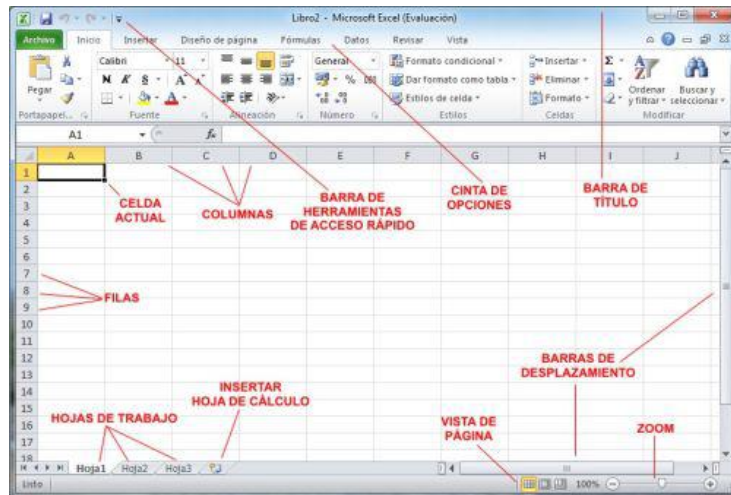 Libro2 - Microsoft Excel (Evaluación)
Archivo Inicio Insertar Diseño de página Fórmulas Datos Revisar Vista
Calibri 11 General Formato condicional Insertar Σ
Pegar N K S A A % 000 Dar formato como tabla Eliminar Ordenar y filtrar Buscar y seleccionar
A Estilos de celda Formato
Portapapel... Fuente Alineación Número Estilos Celdas Modificar
A1 fx
A B C D E F G H I J
1
2
3
4
5
6
7
8
9
10
11
12
13
14
15
16
17
18
CELDA
ACTUAL
COLUMNAS
BARRA DE
HERRAMIENTAS
DE ACCESO RÁPIDO
CINTA DE
OPCIONES
BARRA DE
TÍTULO
FILAS
BARRAS DE
DESPLAZAMIENTO
INSERTAR
HOJA DE CÁLCULO
HOJAS DE TRABAJO
VISTA DE
PÁGINA
ZOOM
Hoja1 Hoja2 Hoja3
Listo 100%